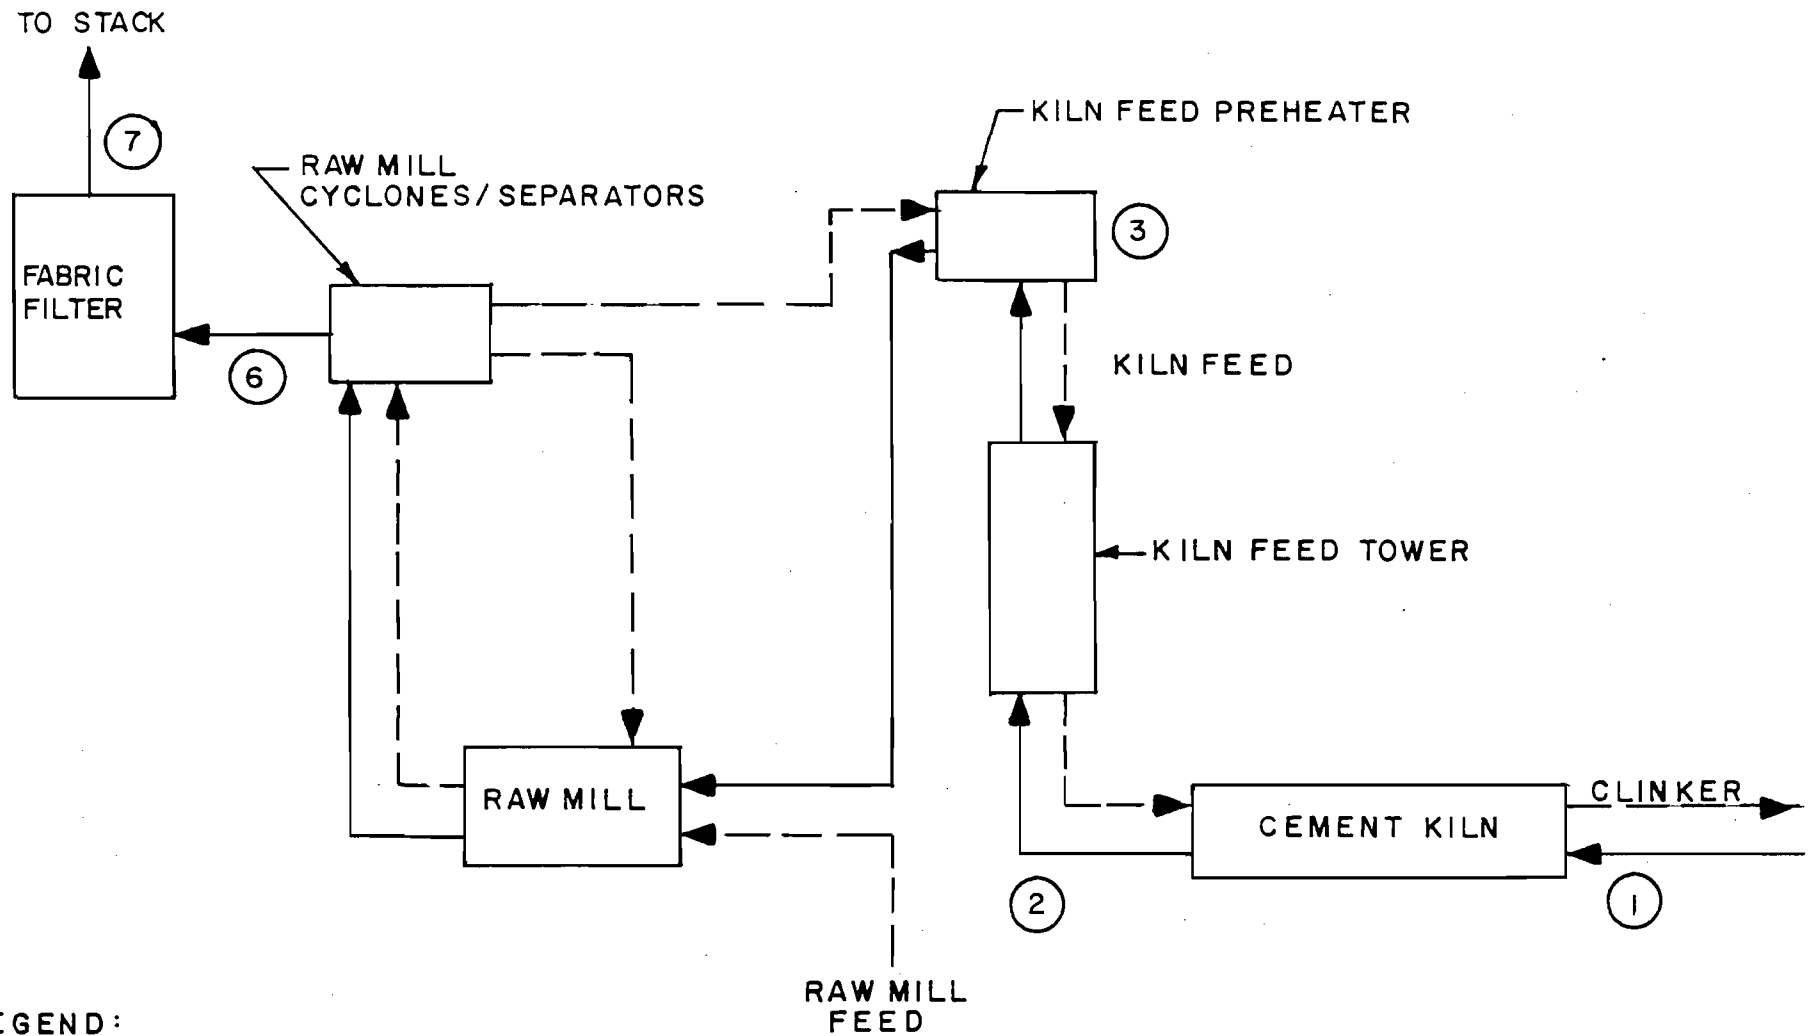 TO STACK
7
KILN FEED PREHEATER
RAW MILL
CYCLONES/SEPARATORS
3
FABRIC
FILTER
6
KILN FEED
KILN FEED TOWER
RAW MILL
CLINKER
CEMENT KILN
2
1
RAW MILL
FEED
EGEND: